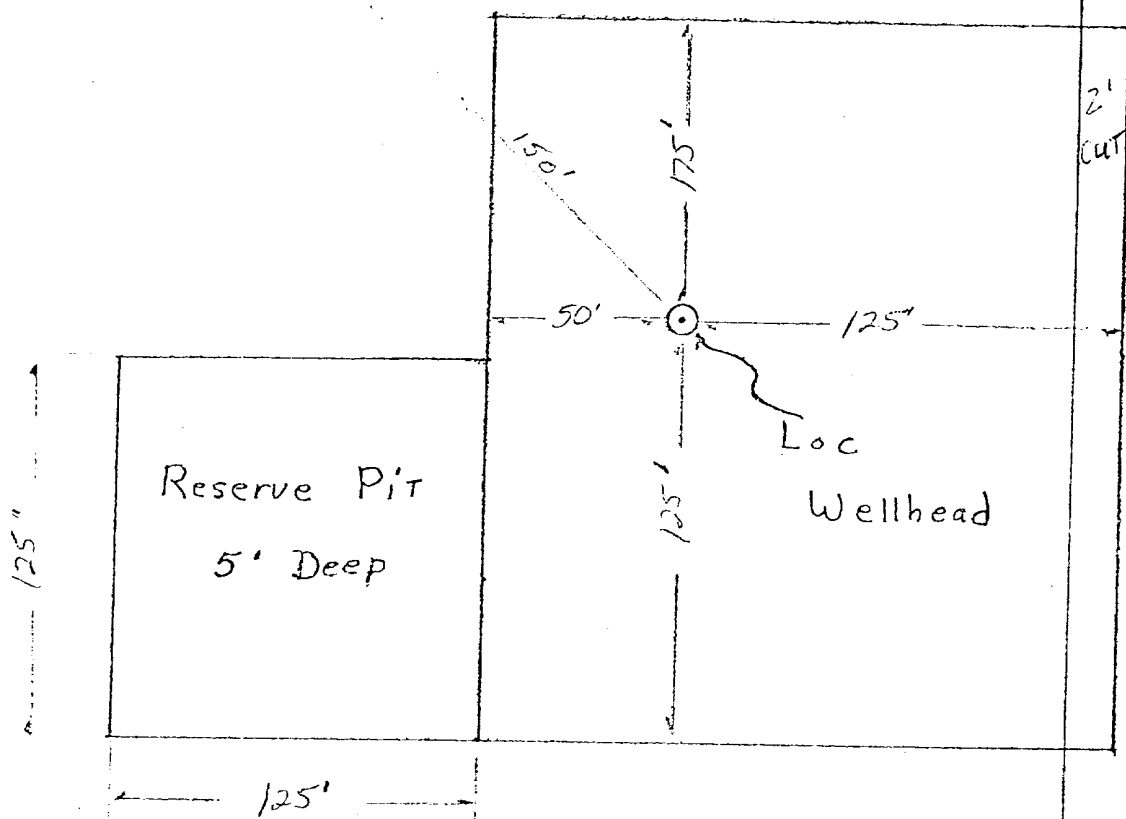 2'
CUT
150'
175'
50'
125'
Loc
Wellhead
125'
Reserve PiT
5' Deep
125"
125'